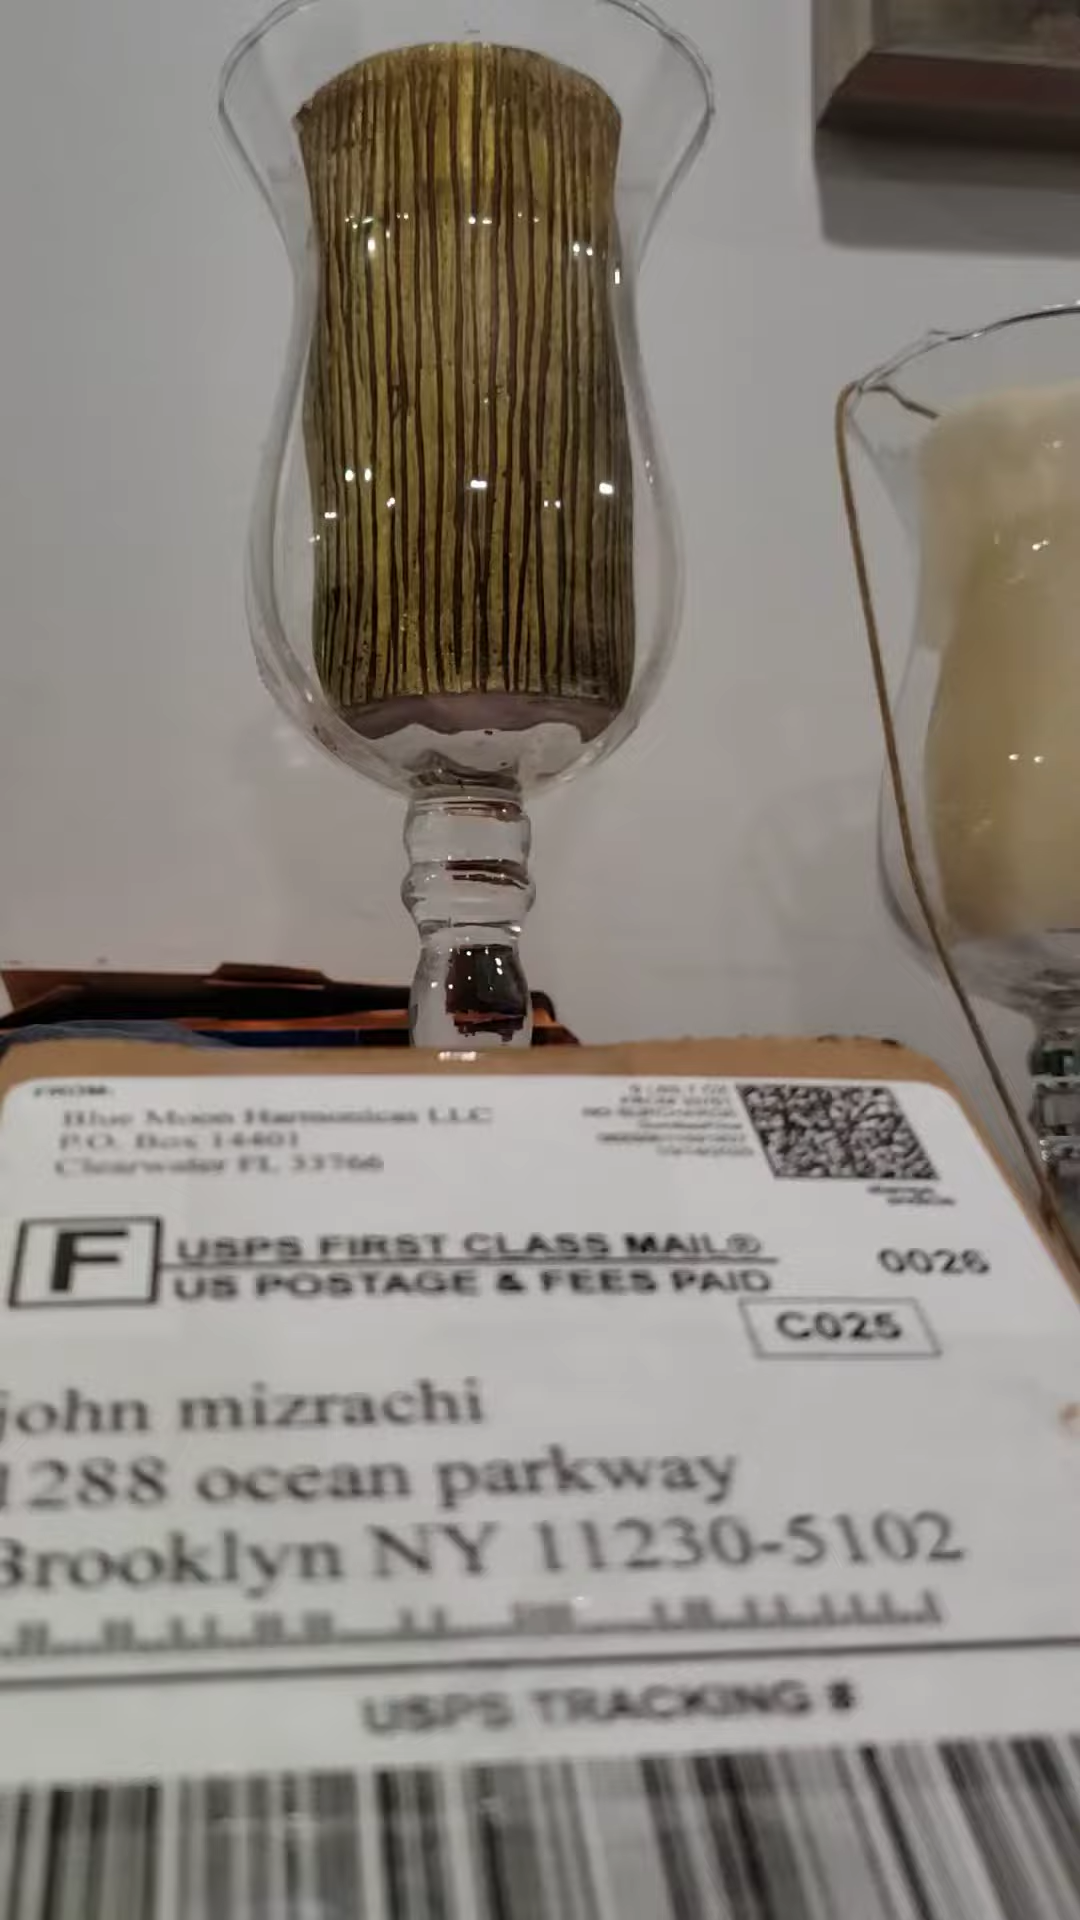 FROM:
Blue Moon Harmonicas LLC
P.O. Box 14401
Clearwater FL 33766
USPS FIRST CLASS MAIL®
F
US POSTAGE & FEES PAID
0026
C025
john mizrachi
1288 ocean parkway
Brooklyn NY 11230-5102
USPS TRACKING #